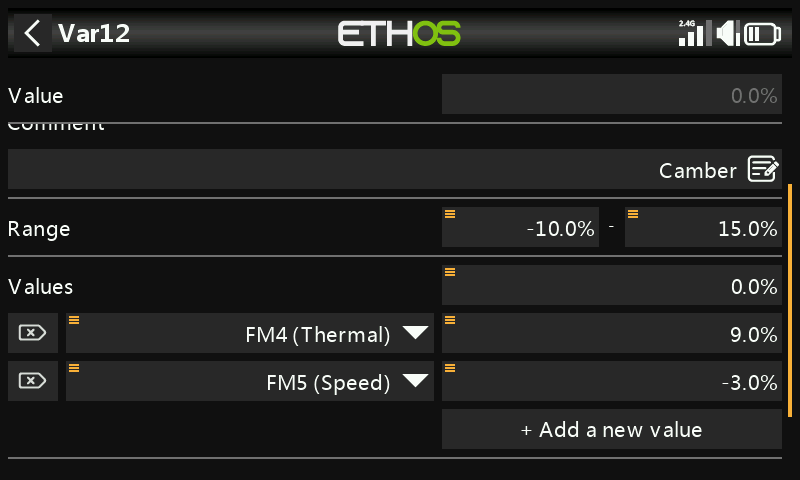 Var12
ETHOS
2.4G
Value 0.0%
Comment
Camber
Range -10.0% - 15.0%
Values 0.0%
FM4 (Thermal) 9.0%
FM5 (Speed) -3.0%
+ Add a new value